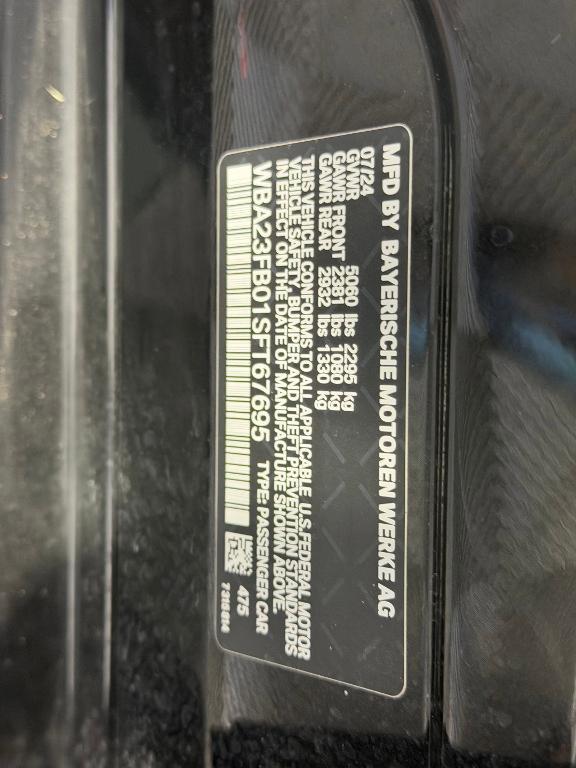 MFD BY BAYERISCHE MOTOREN WERKE AG
07/24
GVWR 5060 lbs 2295 kg
GAWR FRONT 2381 lbs 1080 kg
GAWR REAR 2932 lbs 1330 kg
THIS VEHICLE CONFORMS TO ALL APPLICABLE U.S. FEDERAL MOTOR
VEHICLE SAFETY, BUMPER, AND THEFT PREVENTION STANDARDS
IN EFFECT ON THE DATE OF MANUFACTURE SHOWN ABOVE.
WBA23FB01SFT67695 TYPE: PASSENGER CAR
475